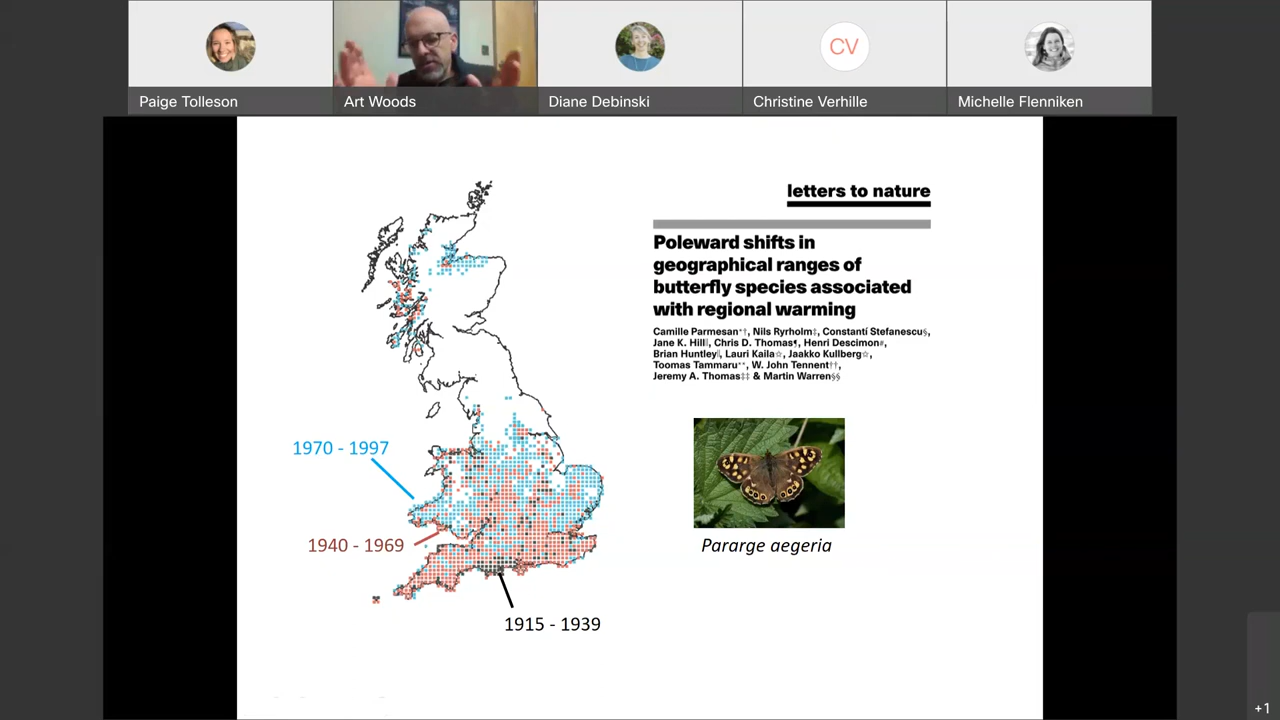 CV
Paige Tolleson
Art Woods
Diane Debinski
Christine Verhille
Michelle Flenniken
letters to nature
Poleward shifts in
geographical ranges of
butterfly species associated
with regional warming
Camille Parmesan*†, Nils Ryrholm‡, Constantí Stefanescu§,
Jane K. Hill‖, Chris D. Thomas¶, Henri Descimon#,
Brian Huntley‖, Lauri Kaila☆, Jaakko Kullberg☆,
Toomas Tammaru**, W. John Tennent††,
Jeremy A. Thomas‡‡ & Martin Warren§§
1970 - 1997
1940 - 1969
1915 - 1939
Pararge aegeria
+1